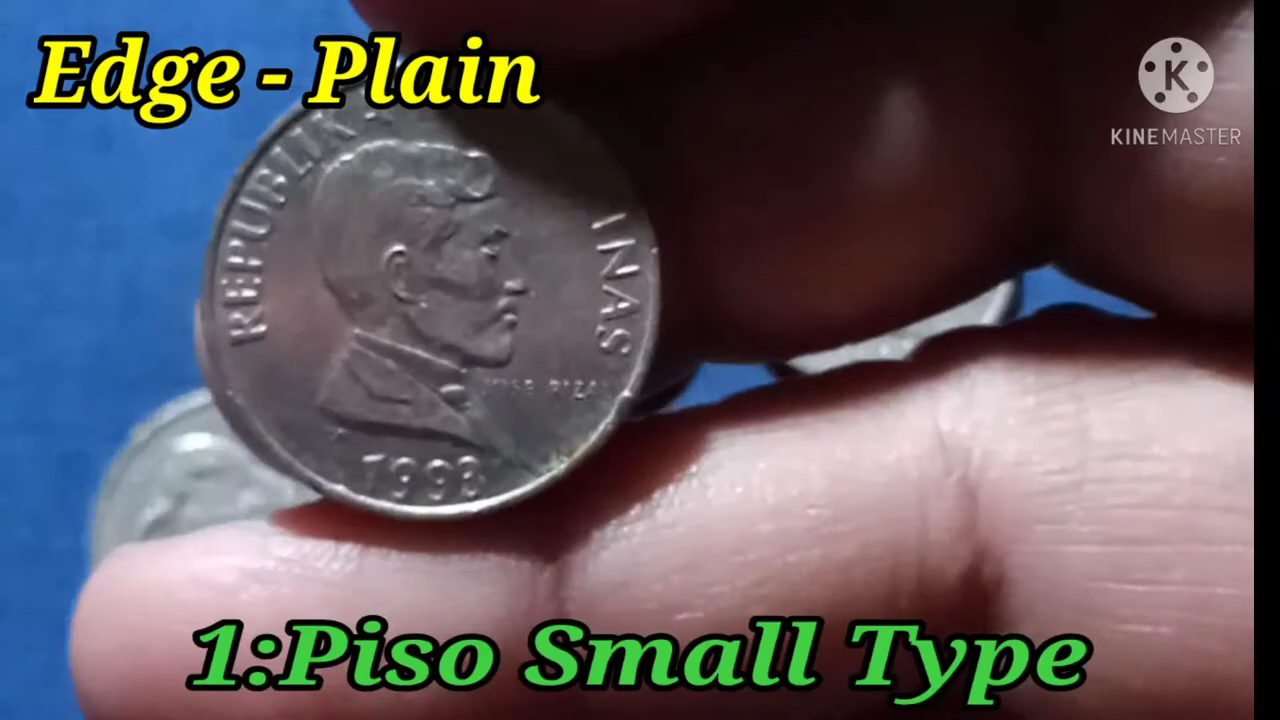 Edge - Plain
K
KINEMASTER
REPUBLIK
INAS
1993
1:Piso Small Type